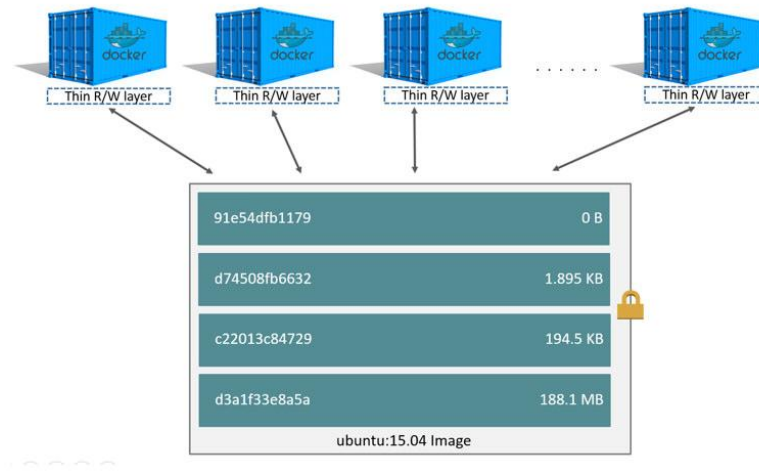 docker docker docker docker
. . . . . .
Thin R/W layer Thin R/W layer Thin R/W layer Thin R/W layer
91e54dfb1179 0 B
d74508fb6632 1.895 KB
c22013c84729 194.5 KB
d3a1f33e8a5a 188.1 MB
ubuntu:15.04 Image